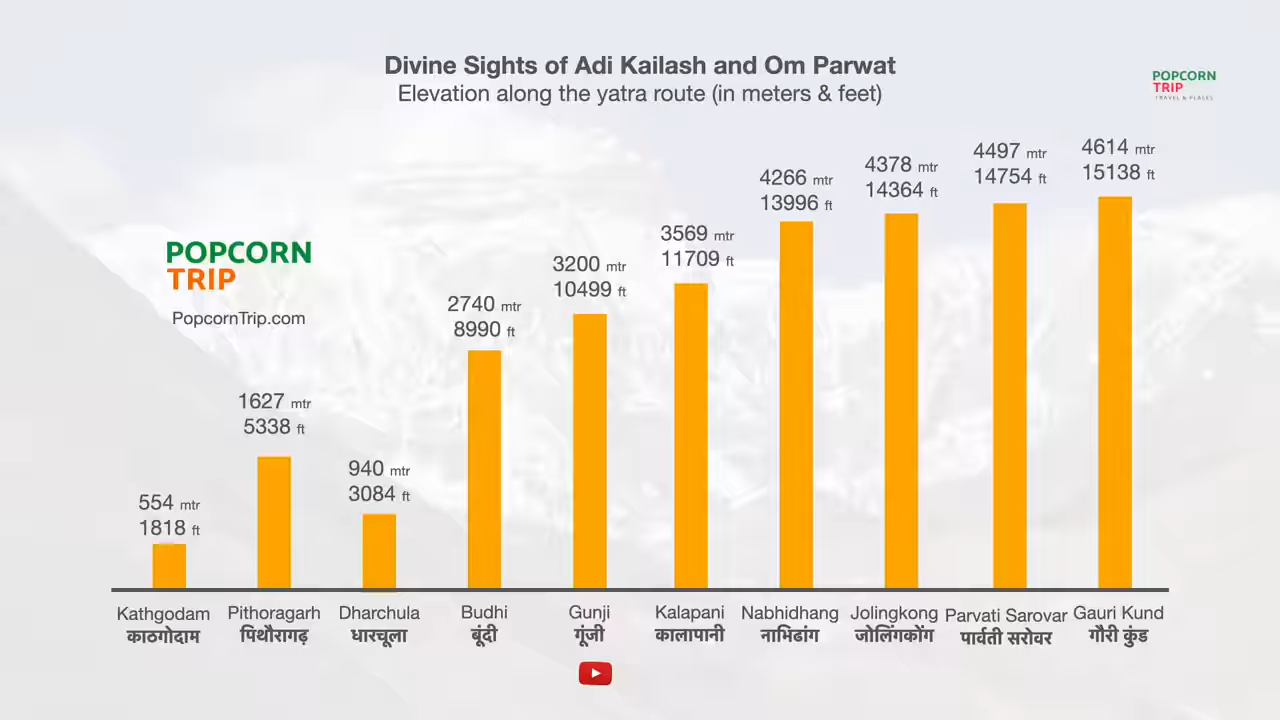 Divine Sights of Adi Kailash and Om Parwat
Elevation along the yatra route (in meters & feet)
POPCORN
TRIP
TRAVEL & PLACES
POPCORN
TRIP
PopcornTrip.com
554 mtr
1818 ft
1627 mtr
5338 ft
940 mtr
3084 ft
2740 mtr
8990 ft
3200 mtr
10499 ft
3569 mtr
11709 ft
4266 mtr
13996 ft
4378 mtr
14364 ft
4497 mtr
14754 ft
4614 mtr
15138 ft
Kathgodam
काठगोदाम
Pithoragarh
पिथौरागढ़
Dharchula
धारचूला
Budhi
बूंदी
Gunji
गूंजी
Kalapani
कालापानी
Nabhidhang
नाभिढांग
Jolingkong
जोलिंगकोंग
Parvati Sarovar
पार्वती सरोवर
Gauri Kund
गौरी कुंड